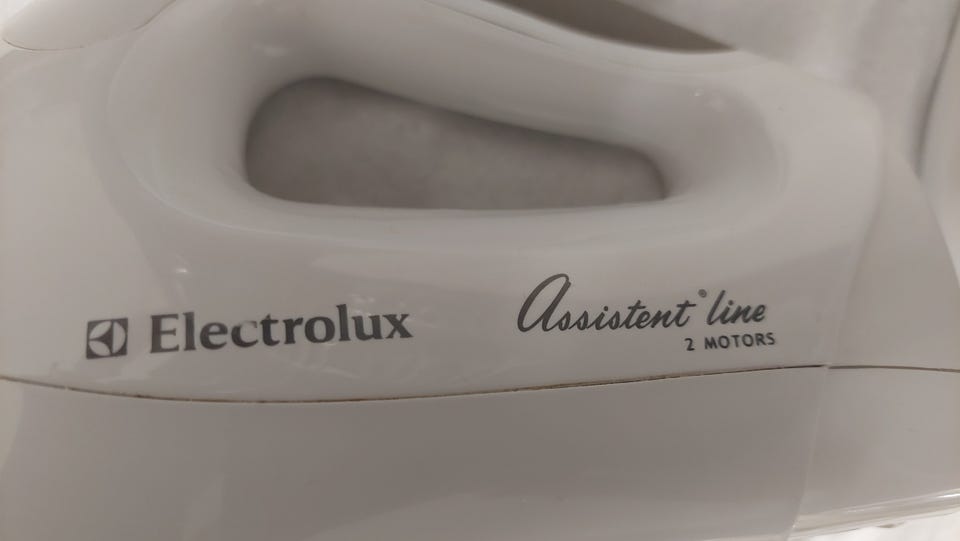 Electrolux
Assistent® line
2 MOTORS